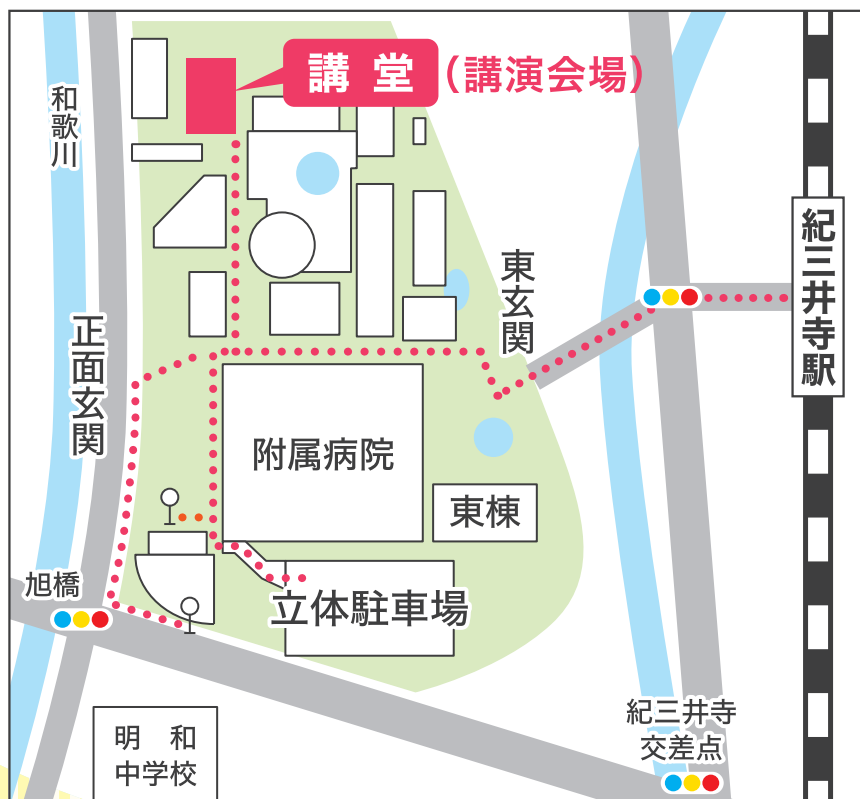 講堂(講演会場)
和歌川
紀三井寺駅
東玄関
正面玄関
附属病院
東棟
旭橋
立体駐車場
紀三井寺
交差点
明和
中学校